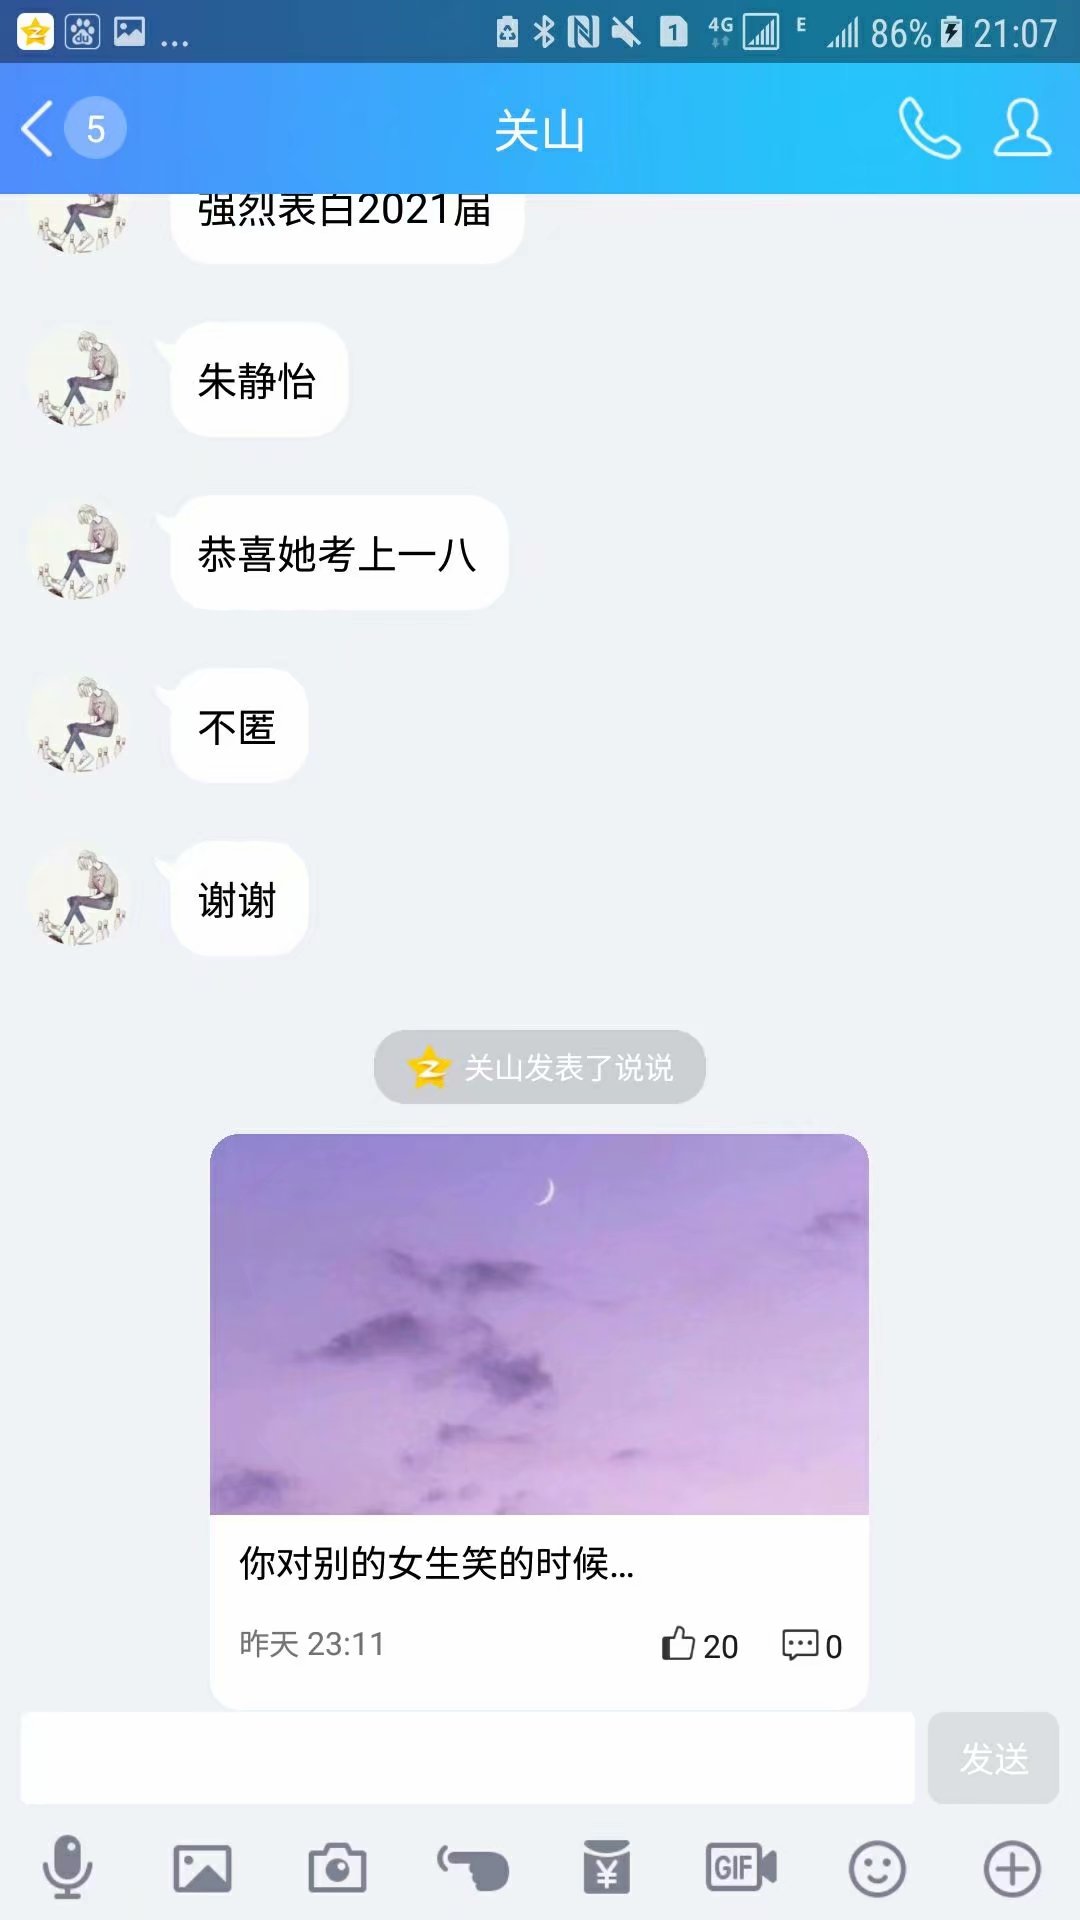 4G E 86% 21:07
5 关山
强烈表白2021届
朱静怡
恭喜她考上一八
不匿
谢谢
关山发表了说说
你对别的女生笑的时候...
昨天 23:11 20 0
发送
GIF